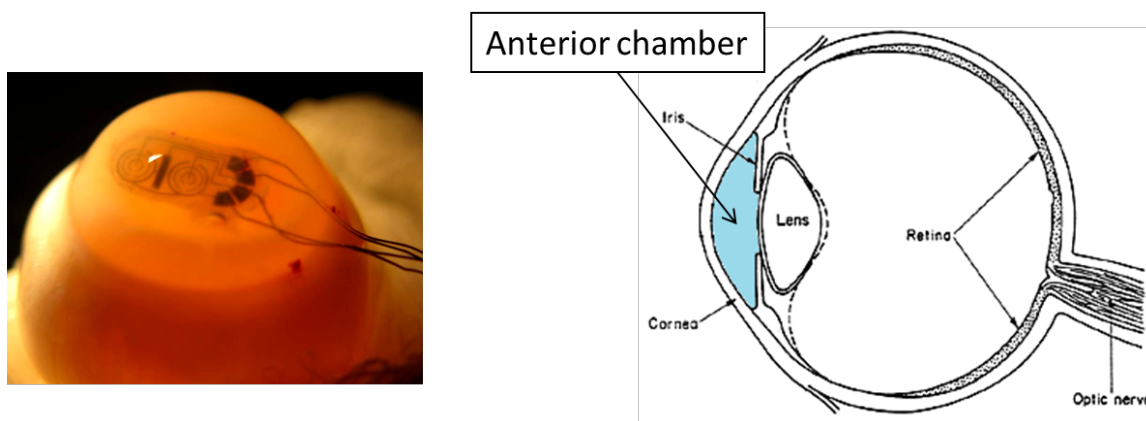 Anterior chamber
Iris
Lens
Retina
Cornea
Optic nerve